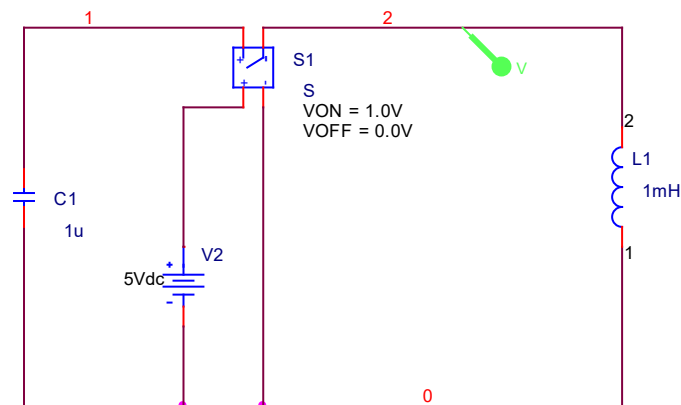 1
2
S1
V
S
VON = 1.0V
VOFF = 0.0V
2
L1
1mH
C1
1u
V2
5Vdc
1
0